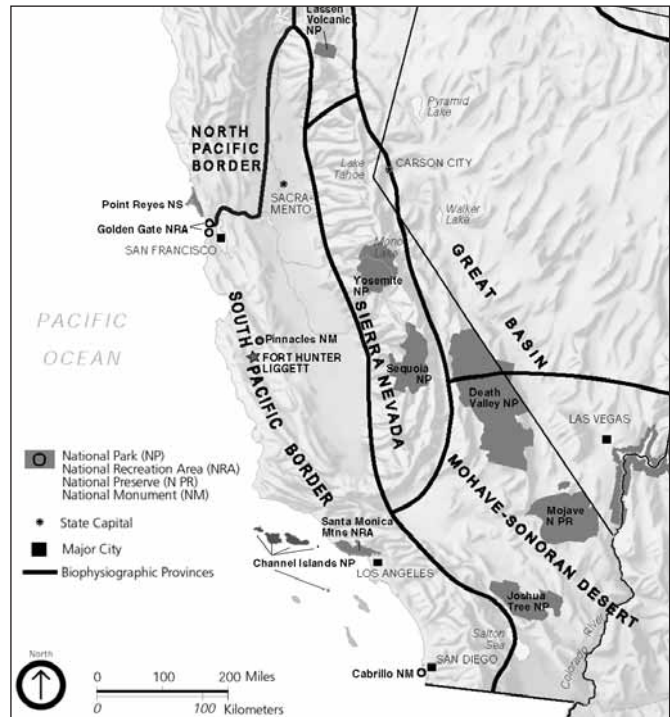 Lassen
Volcanic
NP
NORTH
PACIFIC
BORDER
Pyramid
Lake
Lake
Tahoe
CARSON CITY
SACRA-
MENTO
Point Reyes NS
Walker
Lake
Golden Gate NRA
SAN FRANCISCO
Mono
Lake
GREAT BASIN
Yosemite
NP
PACIFIC
OCEAN
SOUTH PACIFIC BORDER
SIERRA NEVADA
Pinnacles NM
FORT HUNTER
LIGGETT
Sequoia
NP
Death
Valley NP
LAS VEGAS
National Park (NP)
National Recreation Area (NRA)
National Preserve (N PR)
National Monument (NM)
State Capital
Major City
Biophysiographic Provinces
MOHAVE-SONORAN DESERT
Mojave
N PR
Santa Monica
Mtns NRA
Channel Islands NP
LOS ANGELES
Joshua
Tree NP
Salton
Sea
Colorado River
SAN DIEGO
Cabrillo NM
North
0 100 200 Miles
0 100 Kilometers